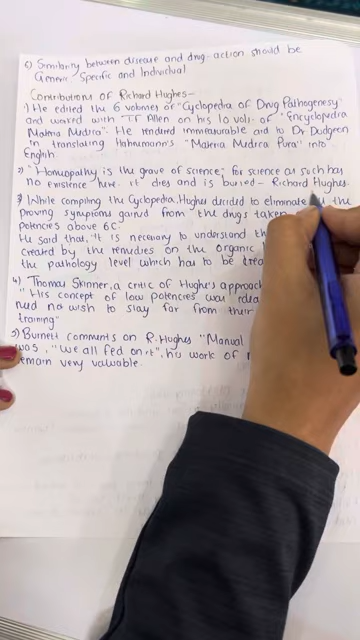 c) Similarity between disease and drug-action should be
Generic, Specific and Individual
Contributions of Richard Hughes-
1) He edited the 6 volumes of "Cyclopedra of Drug Pathogenesy"
and worked with TF Allen on his 10 vols. of "Encyclopedra
Materia Medica". He rendered immeasurable aid to Dr Dudgeon
in translating Hahnemann's "Materia Medica Pura" into
English.
2) "Homeopathy is the grave of science", for science as such has
no existence here, it dies and is buried - Richard Hughes.
3) While compiling the Cyclopedia, Hughes decided to eliminate all the
proving symptoms gained from the drugs taken
potencies above 6C.
He said that, "It is necessary to understand th
created by the remedies on the organic
the pathology level which has to be trea
4) Thomas Skinner, a critic of Hughe's approach
"His concept of low potencies was
need not wish to stay far from their
training"
5) Burnett comments on R. Hughes "Manual
was, "We all fed on it", his work of
remain very valuable.